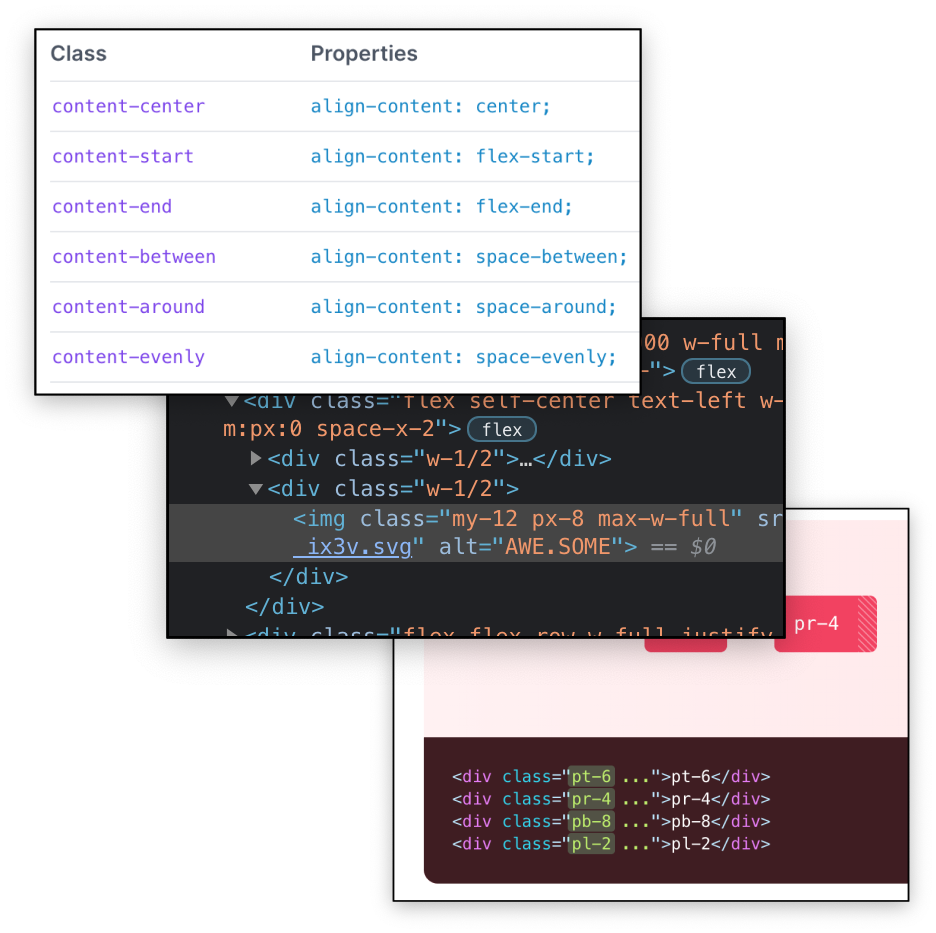 Class Properties
content-center align-content: center;
content-start align-content: flex-start;
content-end align-content: flex-end;
content-between align-content: space-between;
content-around align-content: space-around;
content-evenly align-content: space-evenly;
00 w-full m
-"> flex
<div class="flex self-center text-left w-
m:px:0 space-x-2"> flex
<div class="w-1/2">…</div>
<div class="w-1/2">
<img class="my-12 px-8 max-w-full" sr
_ix3v.svg" alt="AWE.SOME"> == $0
</div>
</div>
<div class="flex flex-row w-full justify
pr-4
<div class="pt-6 ...">pt-6</div>
<div class="pr-4 ...">pr-4</div>
<div class="pb-8 ...">pb-8</div>
<div class="pl-2 ...">pl-2</div>